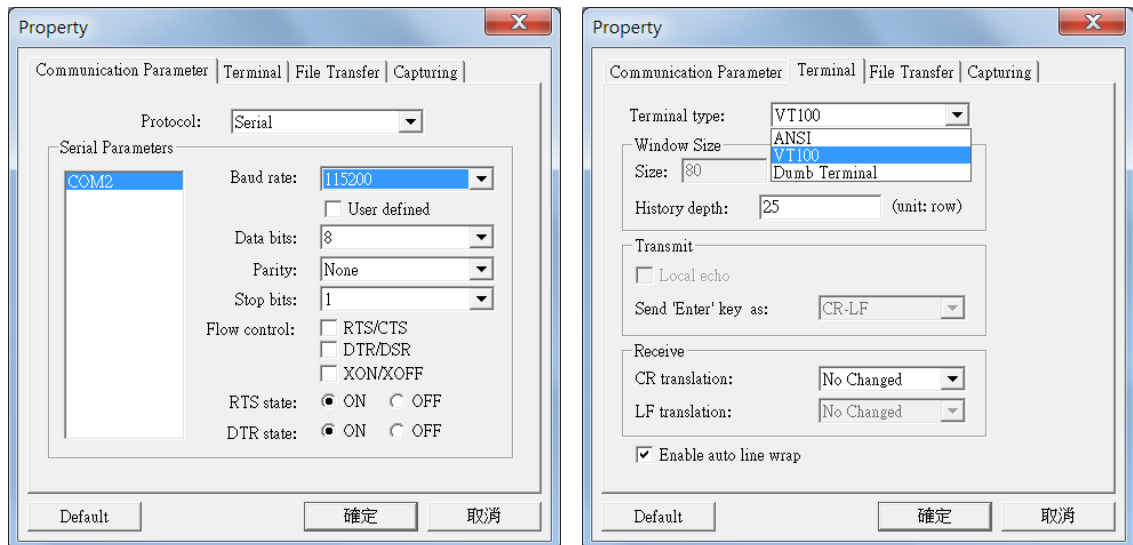 Property
Communication Parameter Terminal File Transfer Capturing
Protocol: Serial
Serial Parameters
COM2
Baud rate: 115200
User defined
Data bits: 8
Parity: None
Stop bits: 1
Flow control: RTS/CTS
DTR/DSR
XON/XOFF
RTS state: ON OFF
DTR state: ON OFF
Default 確定 取消
Property
Communication Parameter Terminal File Transfer Capturing
Terminal type: VT100
ANSI
VT100
Dumb Terminal
Window Size
Size: 80
History depth: 25 (unit: row)
Transmit
Local echo
Send 'Enter' key as: CR-LF
Receive
CR translation: No Changed
LF translation: No Changed
Enable auto line wrap
Default 確定 取消